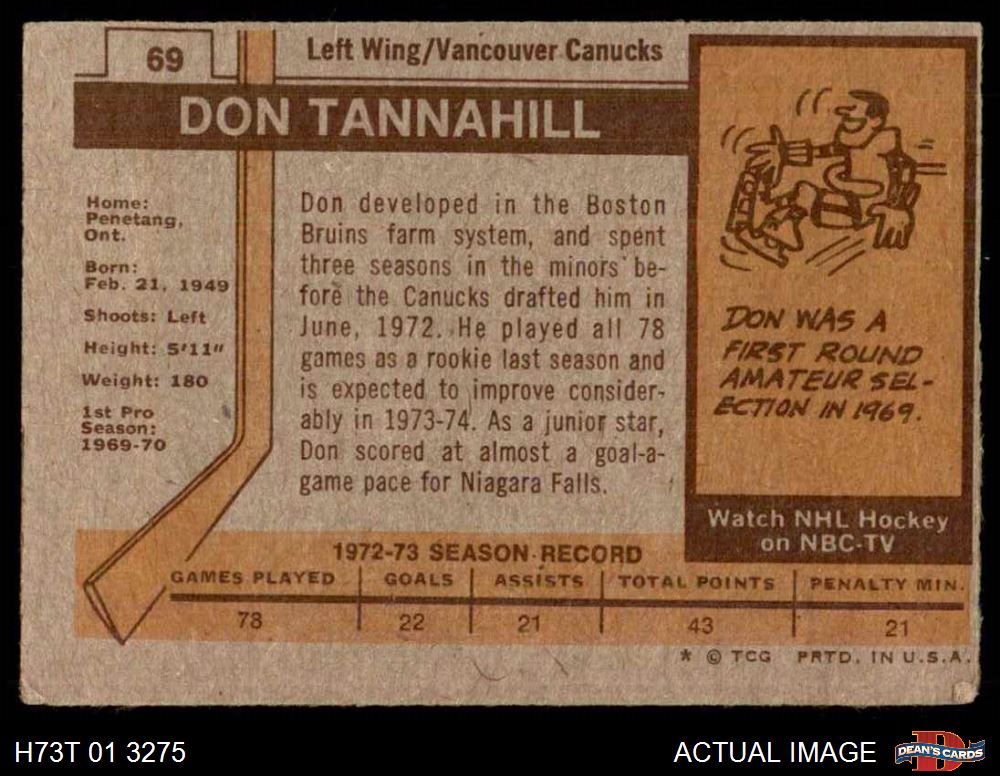 69
Left Wing/Vancouver Canucks
DON TANNAHILL
Home:
Penetang,
Ont.
Born:
Feb. 21, 1949
Shoots: Left
Height: 5'11"
Weight: 180
1st Pro
Season:
1969-70
Don developed in the Boston
Bruins farm system, and spent
three seasons in the minors be-
fore the Canucks drafted him in
June, 1972. He played all 78
games as a rookie last season and
is expected to improve consider-
ably in 1973-74. As a junior star,
Don scored at almost a goal-a-
game pace for Niagara Falls.
DON WAS A
FIRST ROUND
AMATEUR SEL-
ECTION IN 1969.
Watch NHL Hockey
on NBC-TV
1972-73 SEASON RECORD
GAMES PLAYED GOALS ASSISTS TOTAL POINTS PENALTY MIN.
78 22 21 43 21
* © TCG PRTD. IN U.S.A.
H73T 01 3275
ACTUAL IMAGE
DEAN'S CARDS